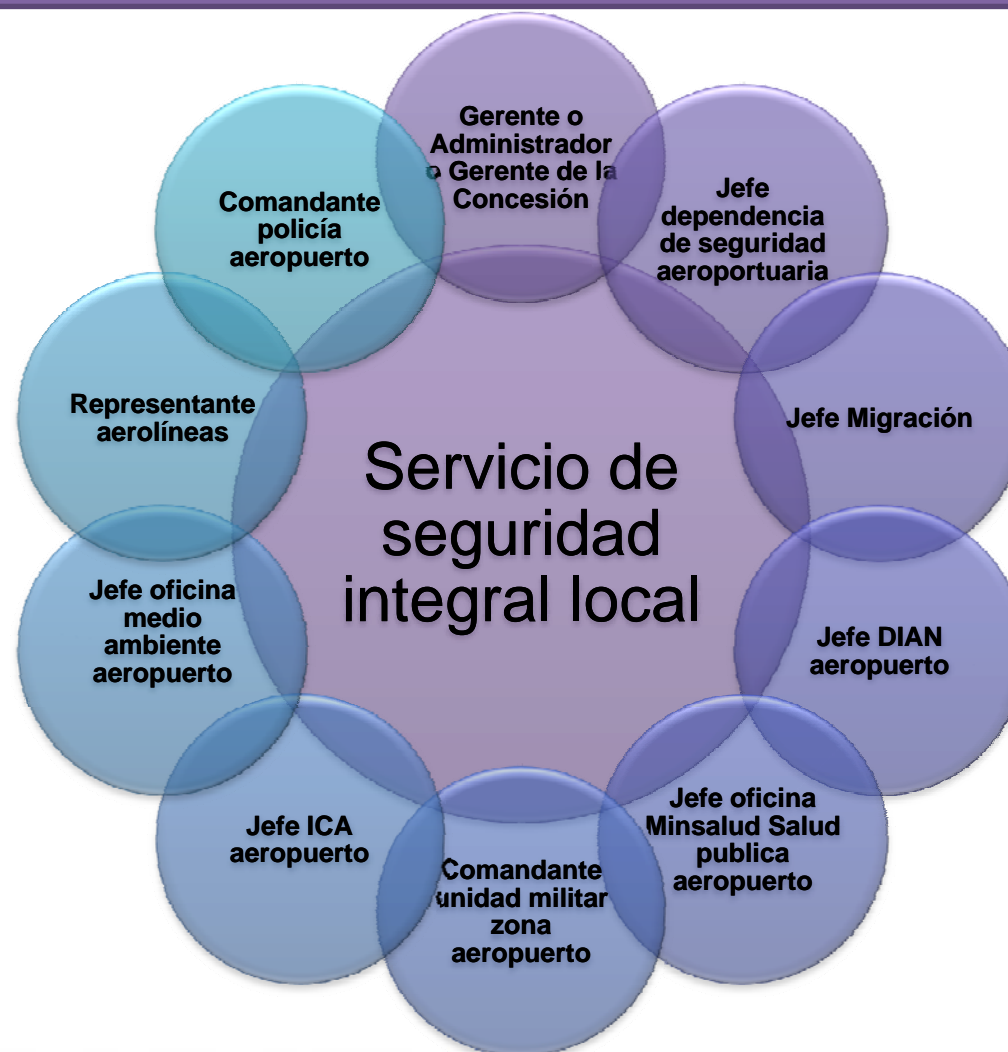 Gerente o
Administrador
o Gerente de la
Concesión
Jefe
dependencia
de seguridad
aeroportuaria
Jefe Migración
Jefe DIAN
aeropuerto
Jefe oficina
Minsalud Salud
publica
aeropuerto
Comandante
unidad militar
zona
aeropuerto
Jefe ICA
aeropuerto
Jefe oficina
medio
ambiente
aeropuerto
Representante
aerolíneas
Comandante
policía
aeropuerto
Servicio de
seguridad
integral local